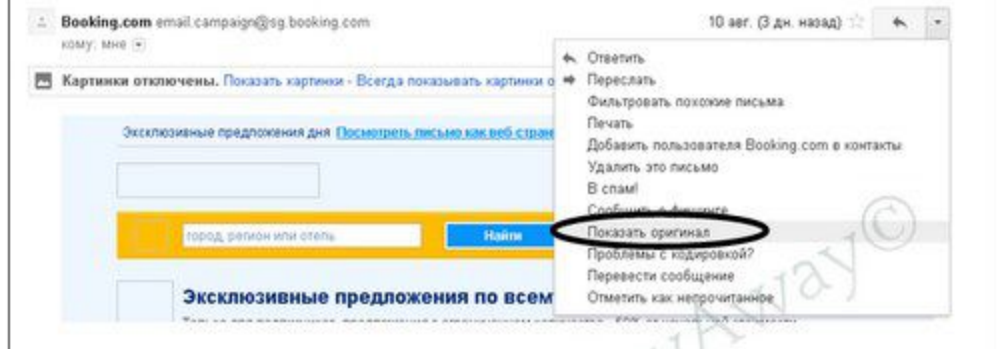 Booking.com email.campaign@sg.booking.com
10 авг. (3 дн. назад)
кому: мне
Картинки отключены. Показать картинки - Всегда показывать картинки о
Эксклюзивные предложения дня Посмотреть письмо как веб стран
город, регион или отель
Найти
Эксклюзивные предложения по всем
Ответить
Переслать
Фильтровать похожие письма
Печать
Добавить пользователя Booking.com в контакты
Удалить это письмо
В спам!
Сообщить о фишинге
Показать оригинал
Проблемы с кодировкой?
Перевести сообщение
Отметить как непрочитанное